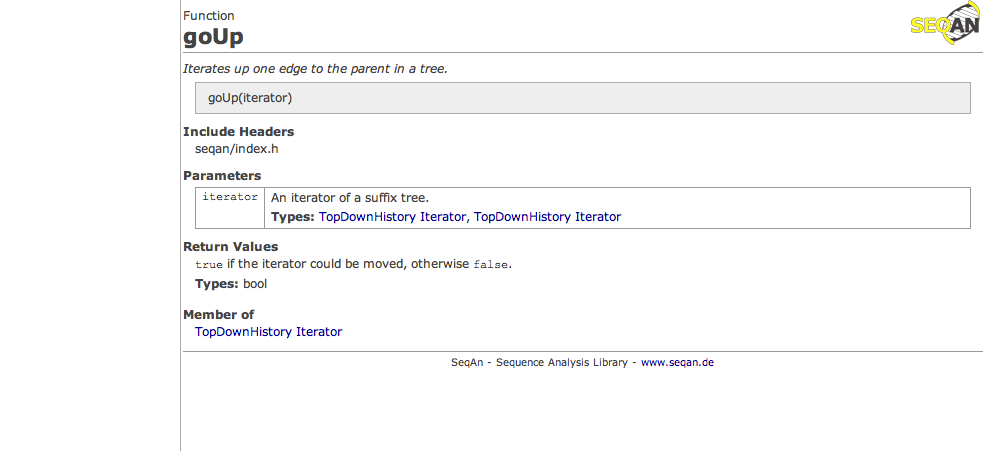 Function
goUp
SEQAN
Iterates up one edge to the parent in a tree.
goUp(iterator)
Include Headers
seqan/index.h
Parameters
iterator An iterator of a suffix tree.
Types: TopDownHistory Iterator, TopDownHistory Iterator
Return Values
true if the iterator could be moved, otherwise false.
Types: bool
Member of
TopDownHistory Iterator
SeqAn - Sequence Analysis Library - www.seqan.de